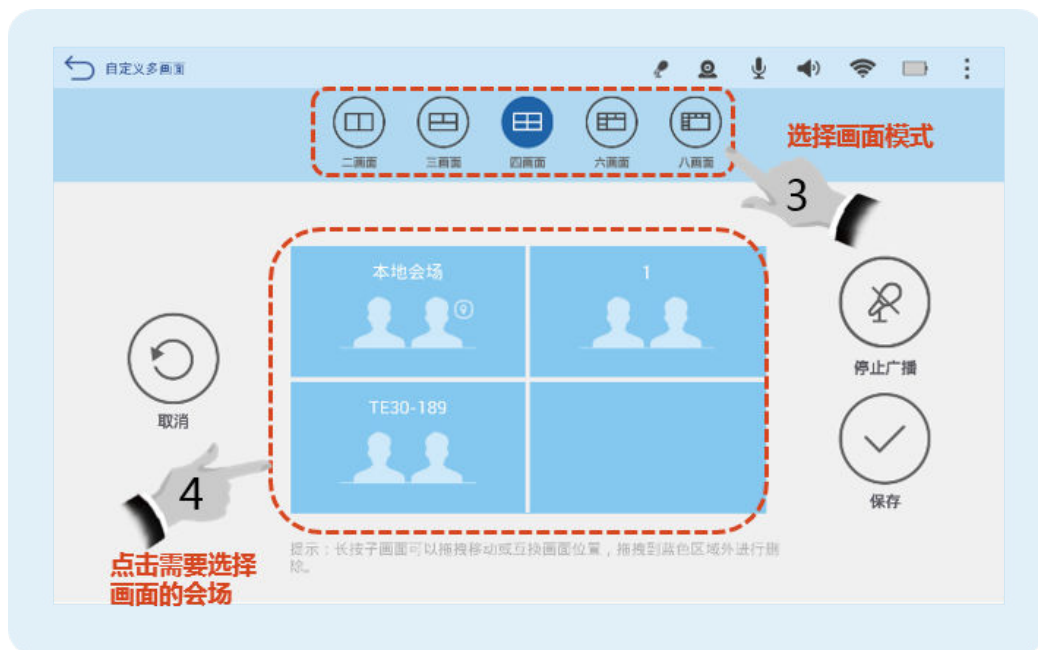 自定义多画面
二画面 三画面 四画面 六画面 八画面
选择画面模式
3
本地会场
1
停止广播
取消
TE30-189
4
保存
提示：长按子画面可以拖拽移动或互换画面位置，拖拽到蓝色区域外进行删
除。
点击需要选择
画面的会场